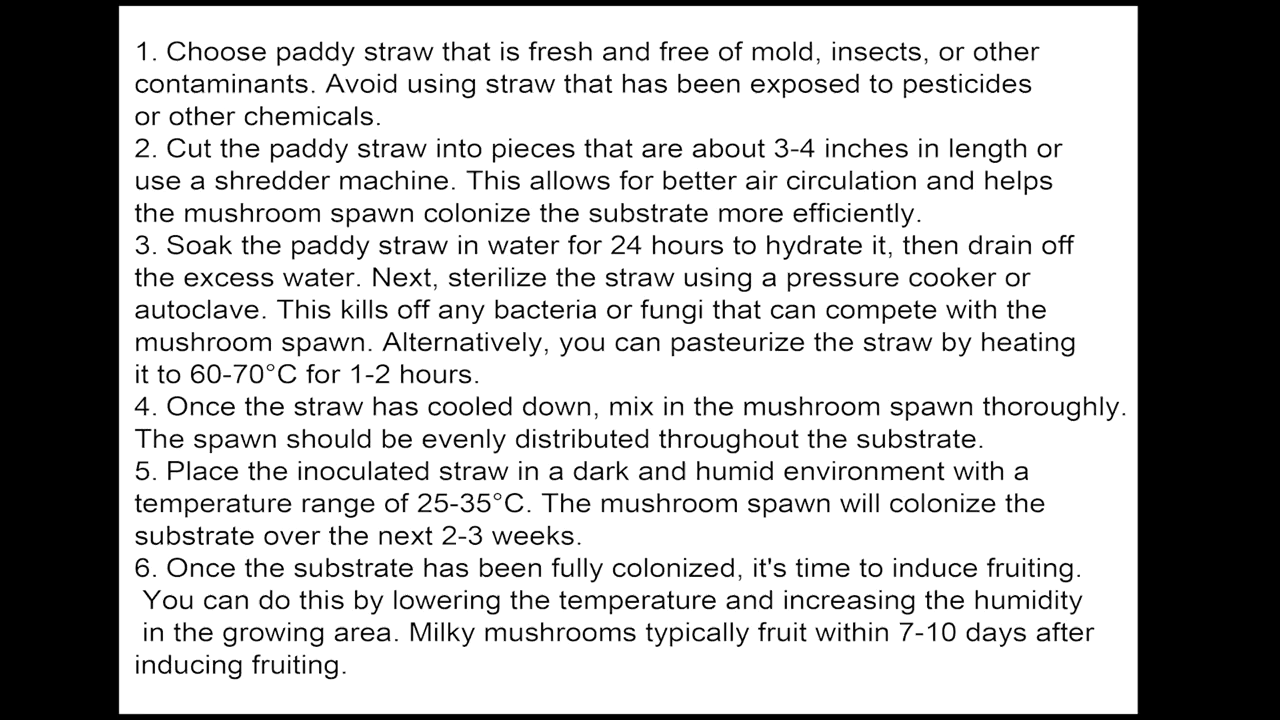 1. Choose paddy straw that is fresh and free of mold, insects, or other
contaminants. Avoid using straw that has been exposed to pesticides
or other chemicals.
2. Cut the paddy straw into pieces that are about 3-4 inches in length or
use a shredder machine. This allows for better air circulation and helps
the mushroom spawn colonize the substrate more efficiently.
3. Soak the paddy straw in water for 24 hours to hydrate it, then drain off
the excess water. Next, sterilize the straw using a pressure cooker or
autoclave. This kills off any bacteria or fungi that can compete with the
mushroom spawn. Alternatively, you can pasteurize the straw by heating
it to 60-70°C for 1-2 hours.
4. Once the straw has cooled down, mix in the mushroom spawn thoroughly.
The spawn should be evenly distributed throughout the substrate.
5. Place the inoculated straw in a dark and humid environment with a
temperature range of 25-35°C. The mushroom spawn will colonize the
substrate over the next 2-3 weeks.
6. Once the substrate has been fully colonized, it's time to induce fruiting.
You can do this by lowering the temperature and increasing the humidity
in the growing area. Milky mushrooms typically fruit within 7-10 days after
inducing fruiting.